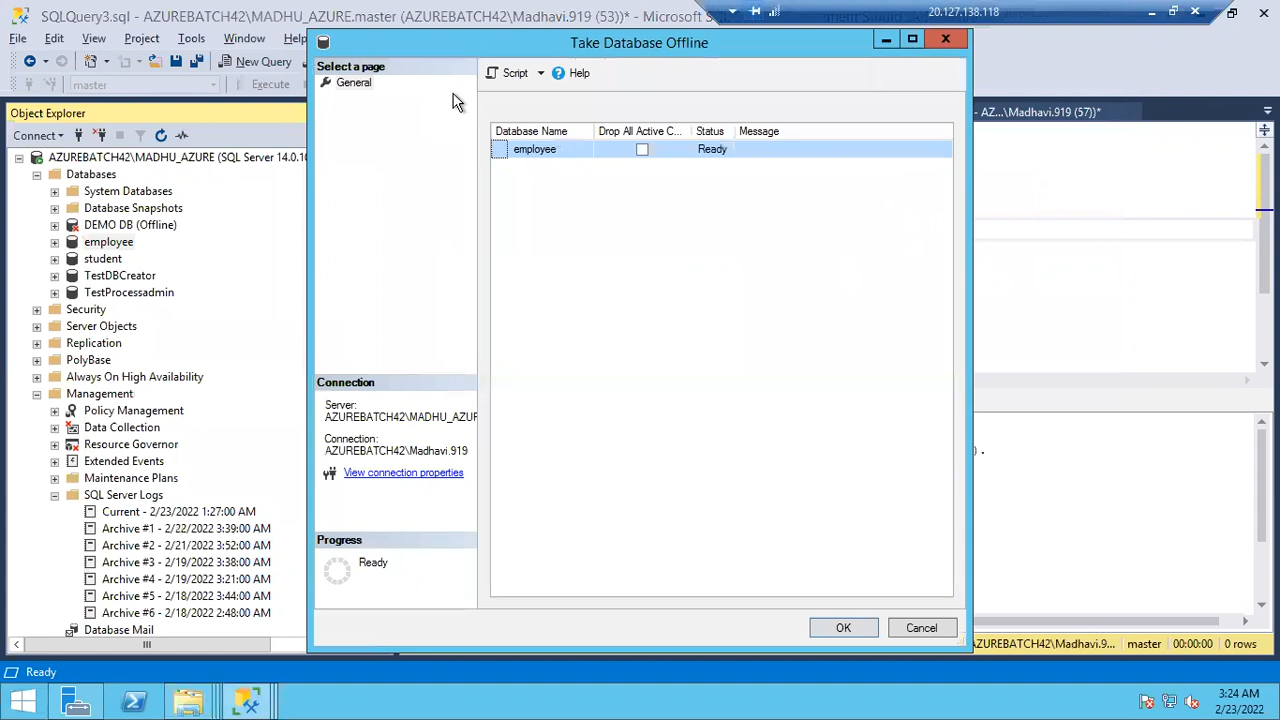 SQLQuery3.sql - AZUREBATCH42\MADHU_AZURE.master (AZUREBATCH42\Madhavi.919 (53))* - Microsoft S
20.127.138.118
File Edit View Project Tools Window Help
New Query
master
Execute
Object Explorer
Connect
AZUREBATCH42\MADHU_AZURE (SQL Server 14.0.10
Databases
System Databases
Database Snapshots
DEMO DB (Offline)
employee
student
TestDBCreator
TestProcessadmin
Security
Server Objects
Replication
PolyBase
Always On High Availability
Management
Policy Management
Data Collection
Resource Governor
Extended Events
Maintenance Plans
SQL Server Logs
Current - 2/23/2022 1:27:00 AM
Archive #1 - 2/22/2022 3:39:00 AM
Archive #2 - 2/21/2022 3:52:00 AM
Archive #3 - 2/19/2022 3:38:00 AM
Archive #4 - 2/19/2022 3:21:00 AM
Archive #5 - 2/18/2022 3:44:00 AM
Archive #6 - 2/18/2022 2:48:00 AM
Database Mail
Take Database Offline
Select a page
General
Script
Help
Database Name Drop All Active C... Status Message
employee Ready
Connection
Server:
AZUREBATCH42\MADHU_AZUR
Connection:
AZUREBATCH42\Madhavi.919
View connection properties
Progress
Ready
OK Cancel
- AZ...\Madhavi.919 (57))*
) .
AZUREBATCH42\Madhavi.9... master 00:00:00 0 rows
Ready
3:24 AM
2/23/2022